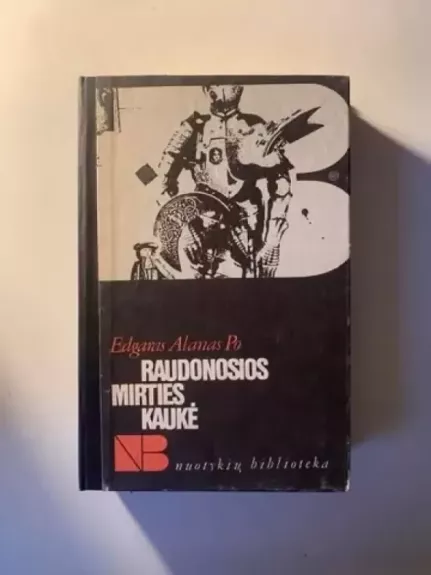 Edgaras Alanas Po
RAUDONOSIOS
MIRTIES
KAUKĖ
NB
nuotykių biblioteka